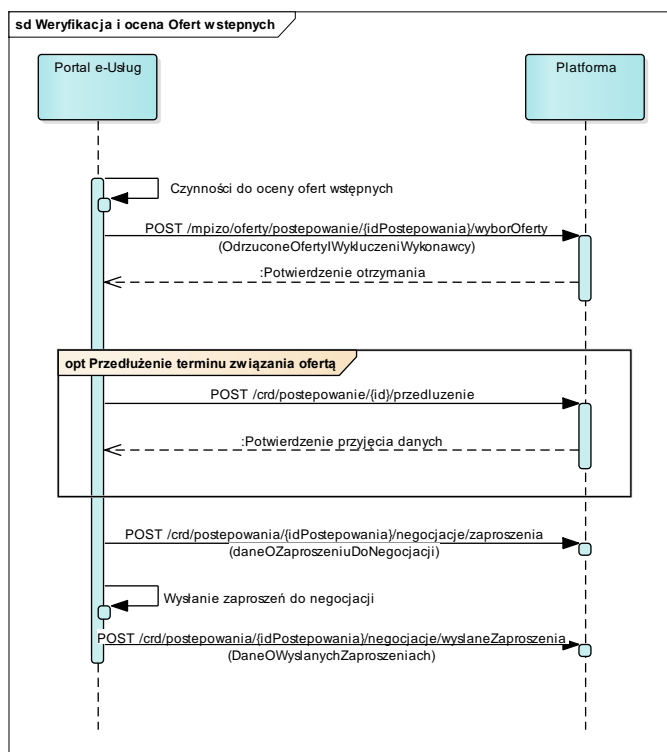 sd Weryfikacja i ocena Ofert wstepnych
Portal e-Usług
Platforma
Czynności do oceny ofert wstępnych
POST /mpizo/oferty/postepowanie/{idPostepowania}/wyborOferty
(OdrzuconeOfertyIWykluczeniWykonawcy)
:Potwierdzenie otrzymania
opt Przedłużenie terminu związania ofertą
POST /crd/postepowanie/{id}/przedluzenie
:Potwierdzenie przyjęcia danych
POST /crd/postepowania/{idPostepowania}/negocjacje/zaproszenia
(daneOZaproszeniuDoNegocjacji)
Wysłanie zaproszeń do negocjacji
POST /crd/postepowania/{idPostepowania}/negocjacje/wyslaneZaproszenia
(DaneOWyslanychZaproszeniach)